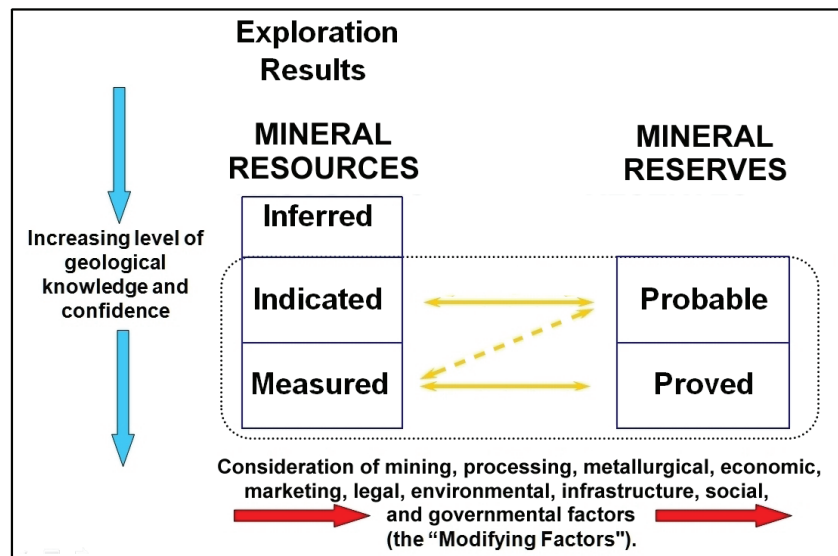 Exploration
Results
MINERAL
RESOURCES
MINERAL
RESERVES
Inferred
Increasing level of
geological
knowledge and
confidence
Indicated
Probable
Measured
Proved
Consideration of mining, processing, metallurgical, economic,
marketing, legal, environmental, infrastructure, social,
and governmental factors
(the “Modifying Factors").